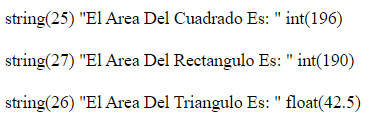 string(25) "El Area Del Cuadrado Es: " int(196)
string(27) "El Area Del Rectangulo Es: " int(190)
string(26) "El Area Del Triangulo Es: " float(42.5)